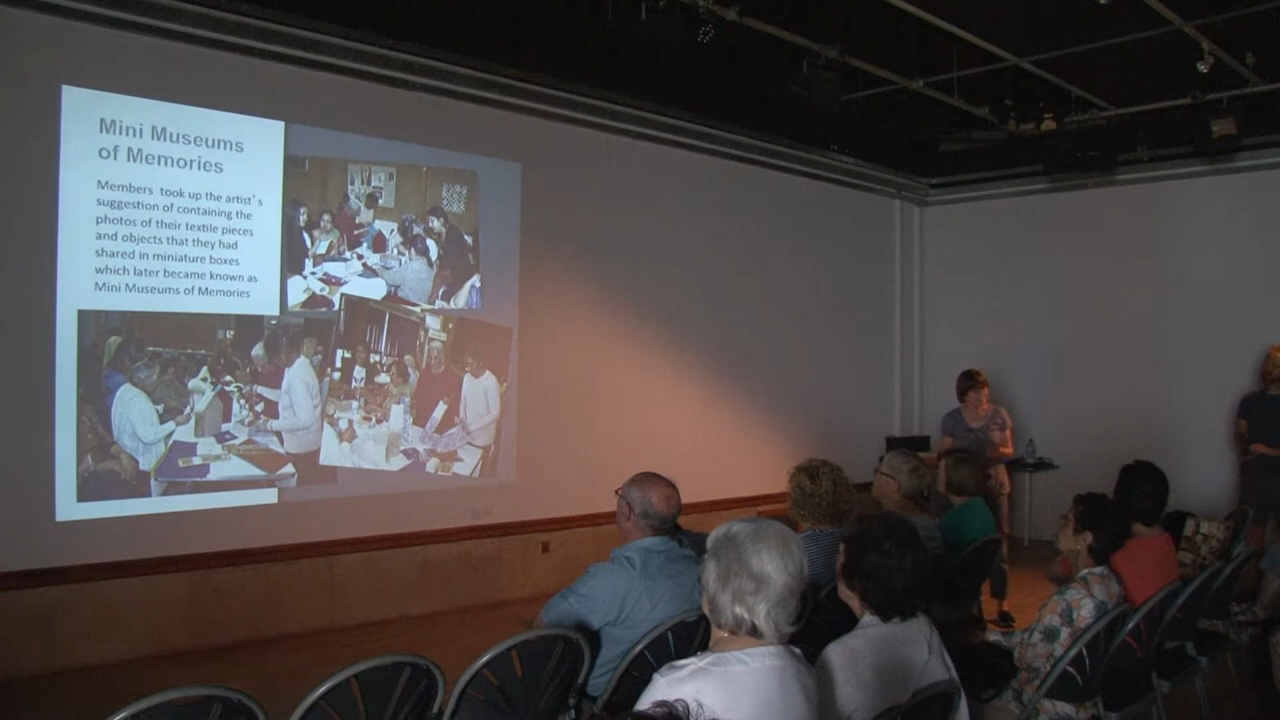 Mini Museums
of Memories
Members took up the artist's
suggestion of containing the
photos of their textile pieces
and objects that they had
shared in miniature boxes
which later became known as
Mini Museums of Memories